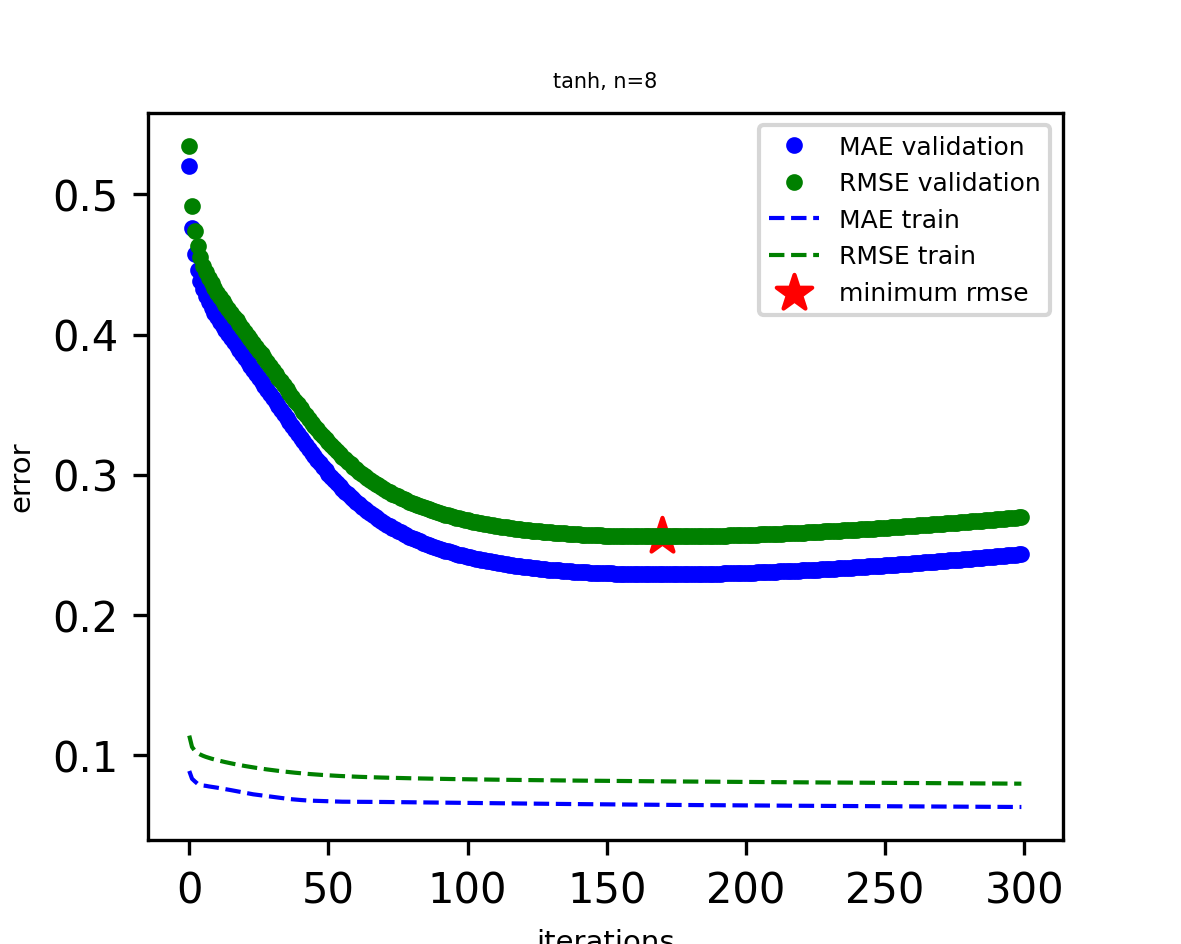 tanh, n=8
MAE validation
RMSE validation
MAE train
RMSE train
minimum rmse
error
0.5
0.4
0.3
0.2
0.1
0 50 100 150 200 250 300
iterations